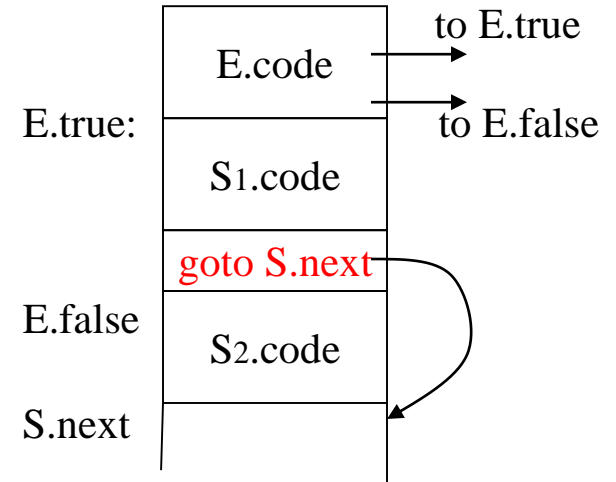 to E.true
E.code
E.true:
to E.false
S1.code
goto S.next
E.false
S2.code
S.next